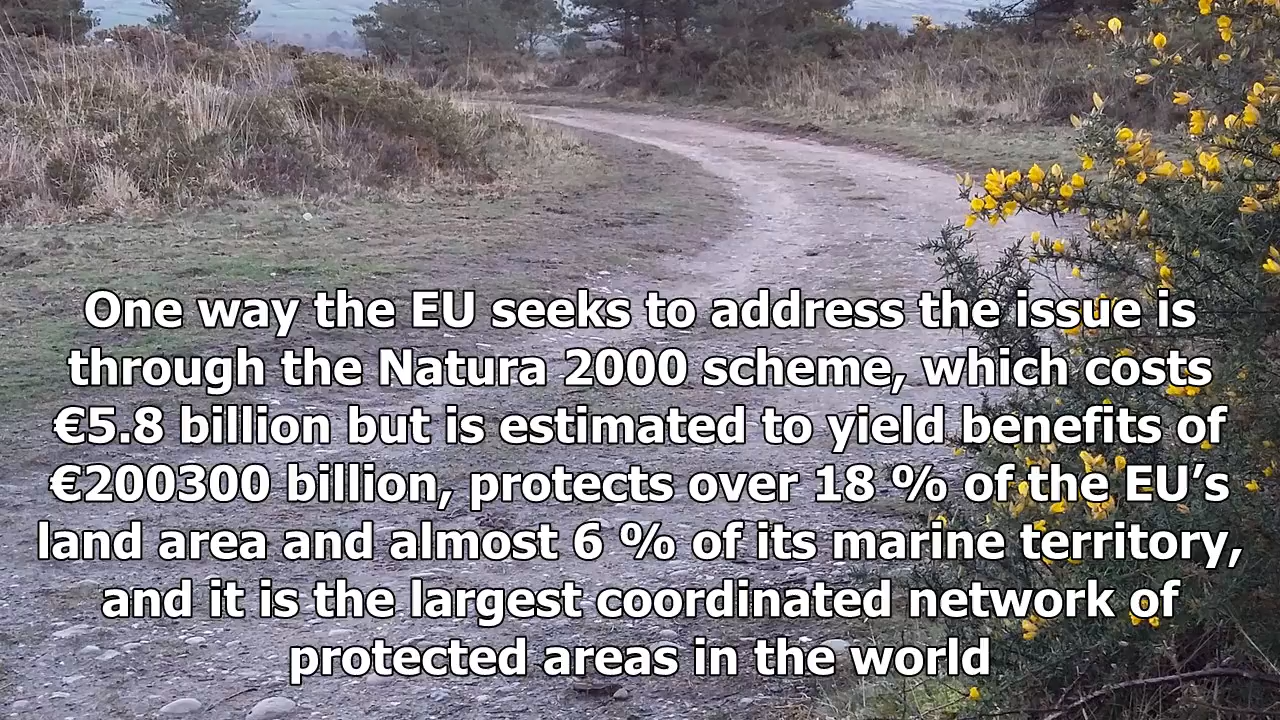 One way the EU seeks to address the issue is
through the Natura 2000 scheme, which costs
€5.8 billion but is estimated to yield benefits of
€200300 billion, protects over 18 % of the EU’s
land area and almost 6 % of its marine territory,
and it is the largest coordinated network of
protected areas in the world